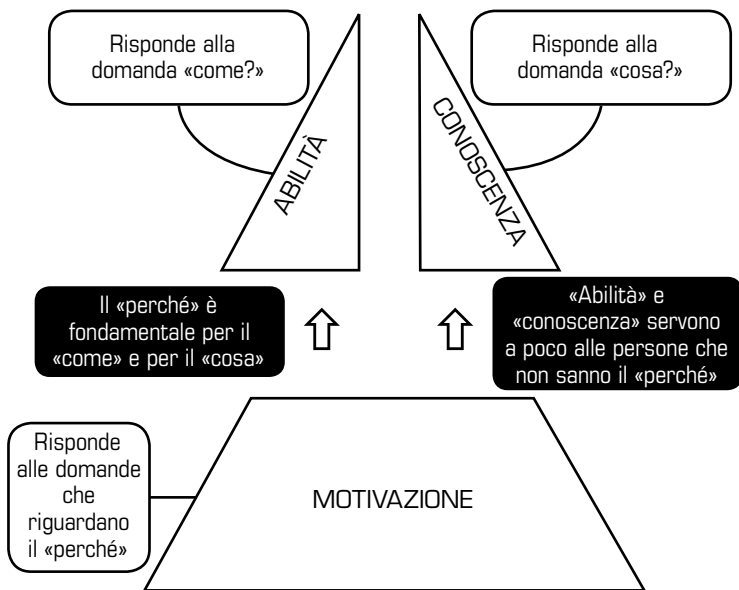 Risponde alla
domanda «come?»
Risponde alla
domanda «cosa?»
ABILITÀ
CONOSCENZA
Il «perché» è
fondamentale per il
«come» e per il «cosa»
«Abilità» e
«conoscenza» servono
a poco alle persone che
non sanno il «perché»
Risponde
alle domande
che
riguardano
il «perché»
MOTIVAZIONE